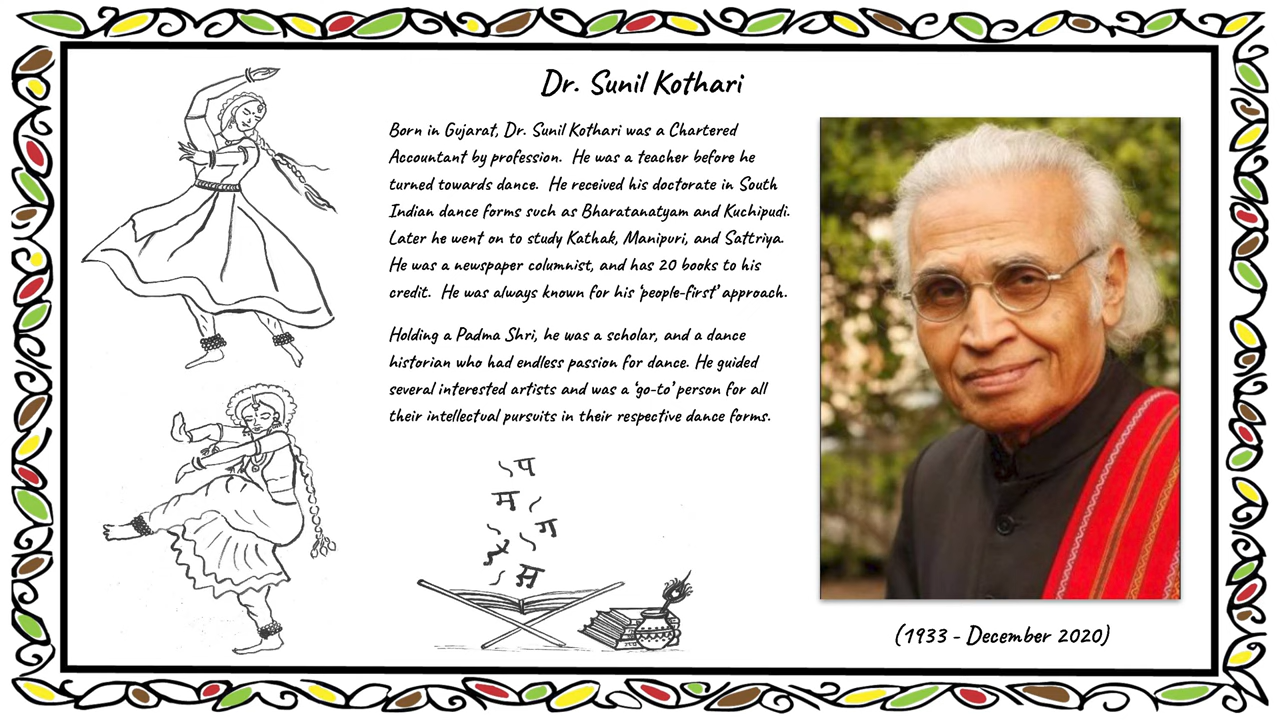 Dr. Sunil Kothari
Born in Gujarat, Dr. Sunil Kothari was a Chartered
Accountant by profession. He was a teacher before he
turned towards dance. He received his doctorate in South
Indian dance forms such as Bharatanatyam and Kuchipudi.
Later he went on to study Kathak, Manipuri, and Sattriya.
He was a newspaper columnist, and has 20 books to his
credit. He was always known for his 'people-first' approach.
Holding a Padma Shri, he was a scholar, and a dance
historian who had endless passion for dance. He guided
several interested artists and was a 'go-to' person for all
their intellectual pursuits in their respective dance forms.
प
म
ग
स
(1933 - December 2020)